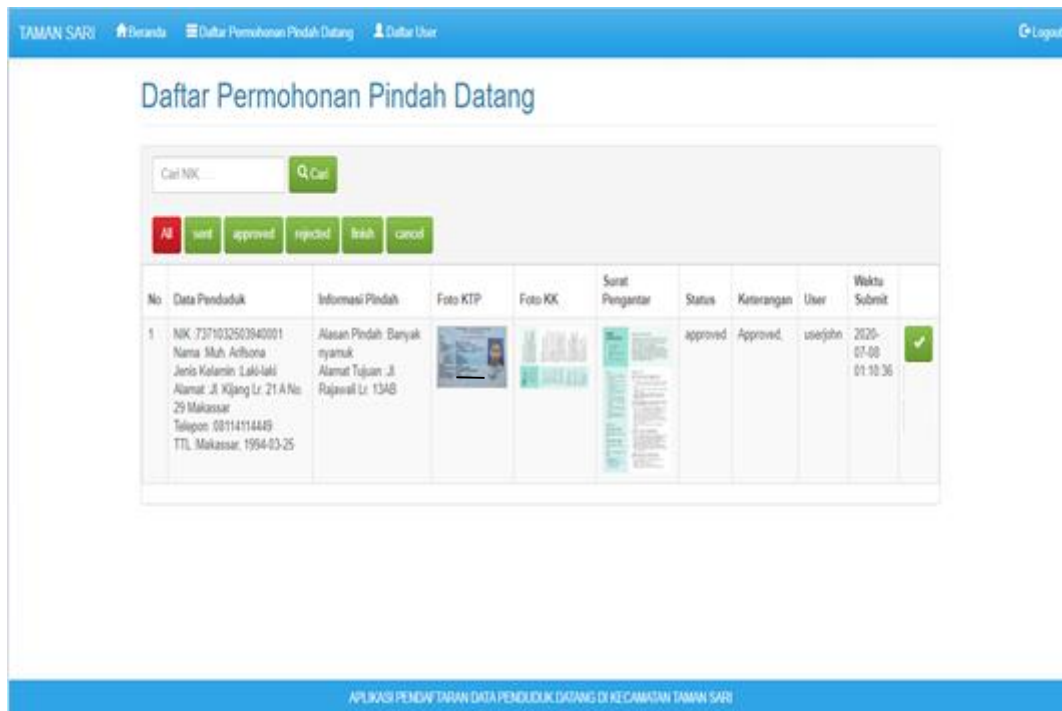 TAMAN SARI Beranda Daftar Permohonan Pindah Datang Daftar User Logout
Daftar Permohonan Pindah Datang
Cari NIK... Cari
All sent approved rejected finish cancel
No Data Penduduk Informasi Pindah Foto KTP Foto KK Surat Pengantar Status Keterangan User Waktu Submit
1
NIK :7371032503940001
Nama :Muh. Arifsona
Jenis Kelamin :Laki-laki
Alamat :Jl. Kijang Lr. 21 A No.
29 Makassar
Telepon :08114114449
TTL :Makassar, 1994-03-25
Alasan Pindah :Banyak
nyamuk
Alamat Tujuan :Jl.
Rajawali Lr. 13AB
approved
Approved,
userjohn
2020-
07-08
01:10:36
APLIKASI PENDAFTARAN DATA PENDUDUK DATANG DI KECAMATAN TAMAN SARI